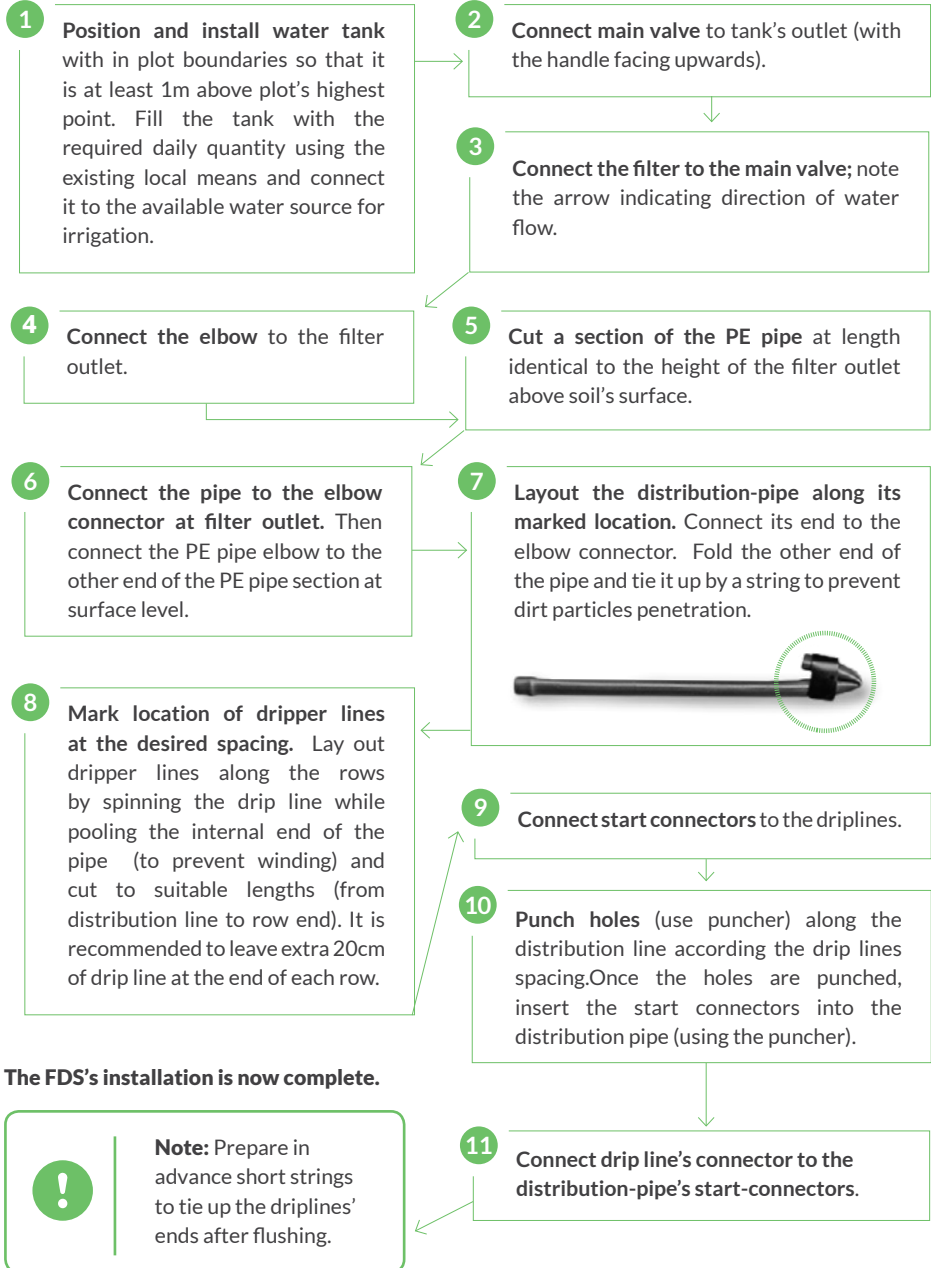 1
Position and install water tank
with in plot boundaries so that it
is at least 1m above plot's highest
point. Fill the tank with the
required daily quantity using the
existing local means and connect
it to the available water source for
irrigation.
2
Connect main valve to tank's outlet (with
the handle facing upwards).
3
Connect the filter to the main valve; note
the arrow indicating direction of water
flow.
4
Connect the elbow to the filter
outlet.
5
Cut a section of the PE pipe at length
identical to the height of the filter outlet
above soil's surface.
6
Connect the pipe to the elbow
connector at filter outlet. Then
connect the PE pipe elbow to the
other end of the PE pipe section at
surface level.
7
Layout the distribution-pipe along its
marked location. Connect its end to the
elbow connector. Fold the other end of
the pipe and tie it up by a string to prevent
dirt particles penetration.
8
Mark location of dripper lines
at the desired spacing. Lay out
dripper lines along the rows
by spinning the drip line while
pooling the internal end of the
pipe (to prevent winding) and
cut to suitable lengths (from
distribution line to row end). It is
recommended to leave extra 20cm
of drip line at the end of each row.
9
Connect start connectors to the driplines.
10
Punch holes (use puncher) along the
distribution line according the drip lines
spacing.Once the holes are punched,
insert the start connectors into the
distribution pipe (using the puncher).
11
Connect drip line's connector to the
distribution-pipe's start-connectors.
The FDS's installation is now complete.
!
Note: Prepare in
advance short strings
to tie up the driplines'
ends after flushing.